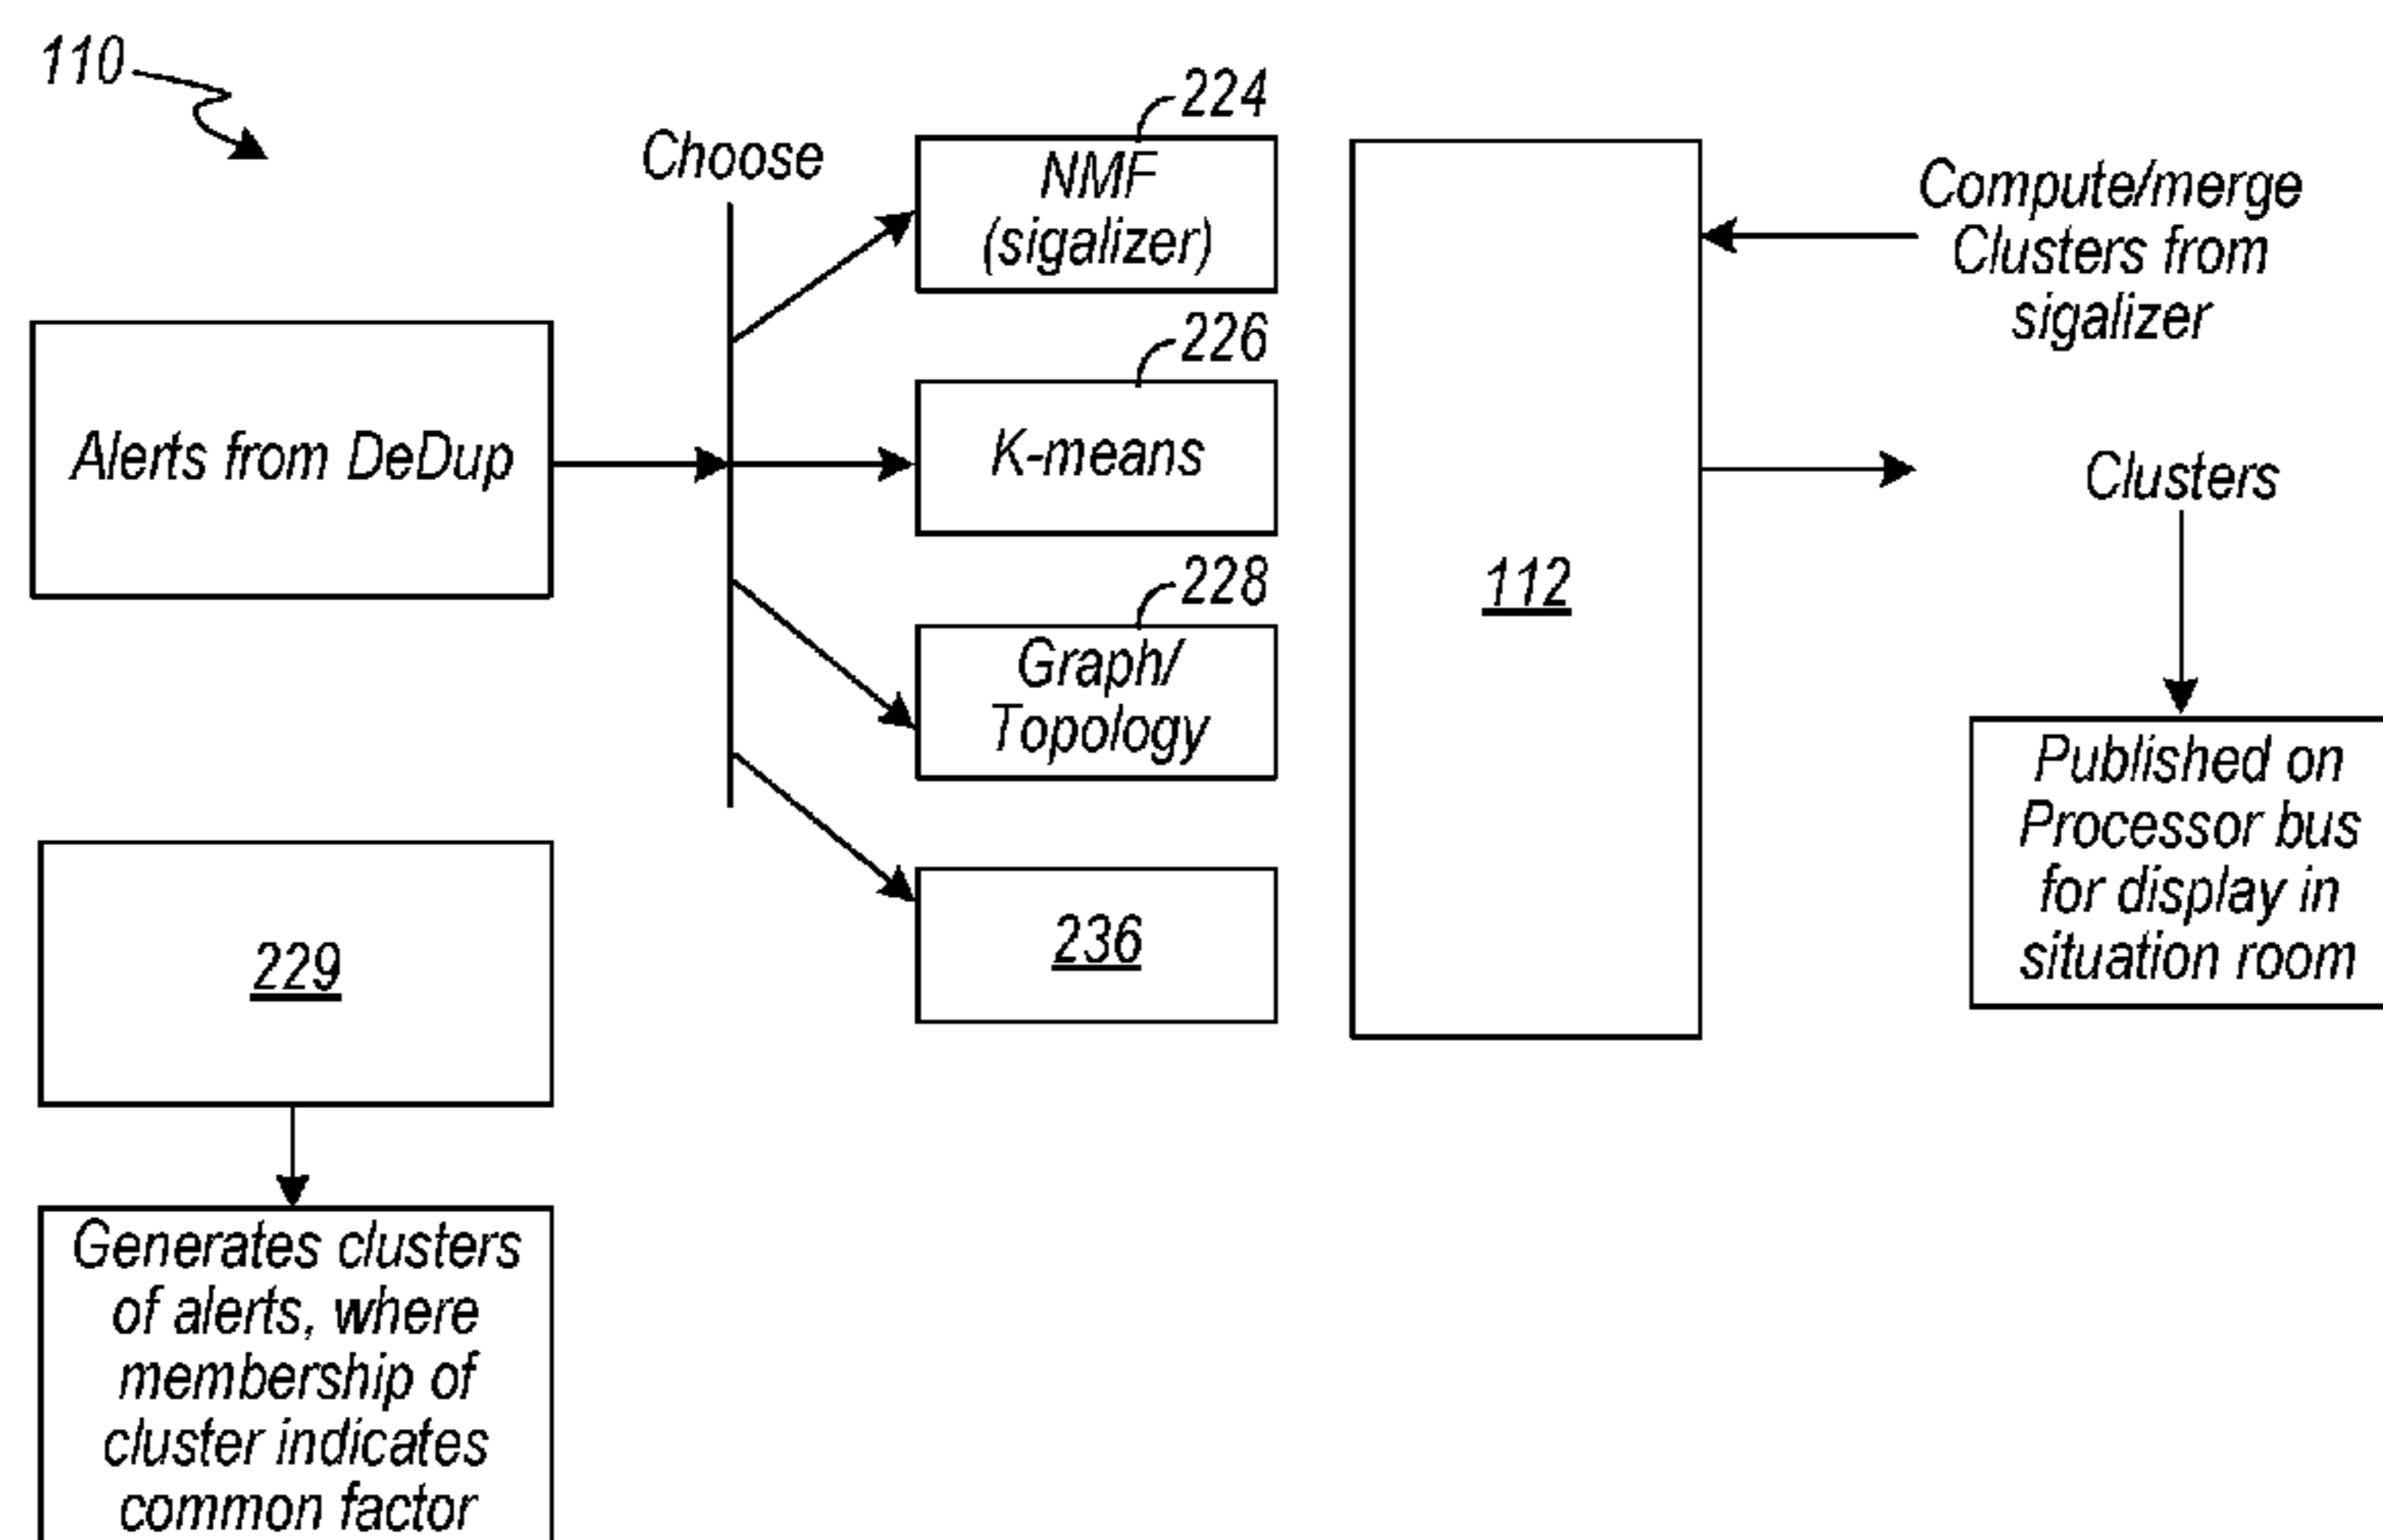 110
Choose
224
NMF
(sigalizer)
226
K-means
228
Graph/
Topology
236
Alerts from DeDup
229
Generates clusters
of alerts, where
membership of
cluster indicates
common factor
112
Compute/merge
Clusters from
sigalizer
Clusters
Published on
Processor bus
for display in
situation room